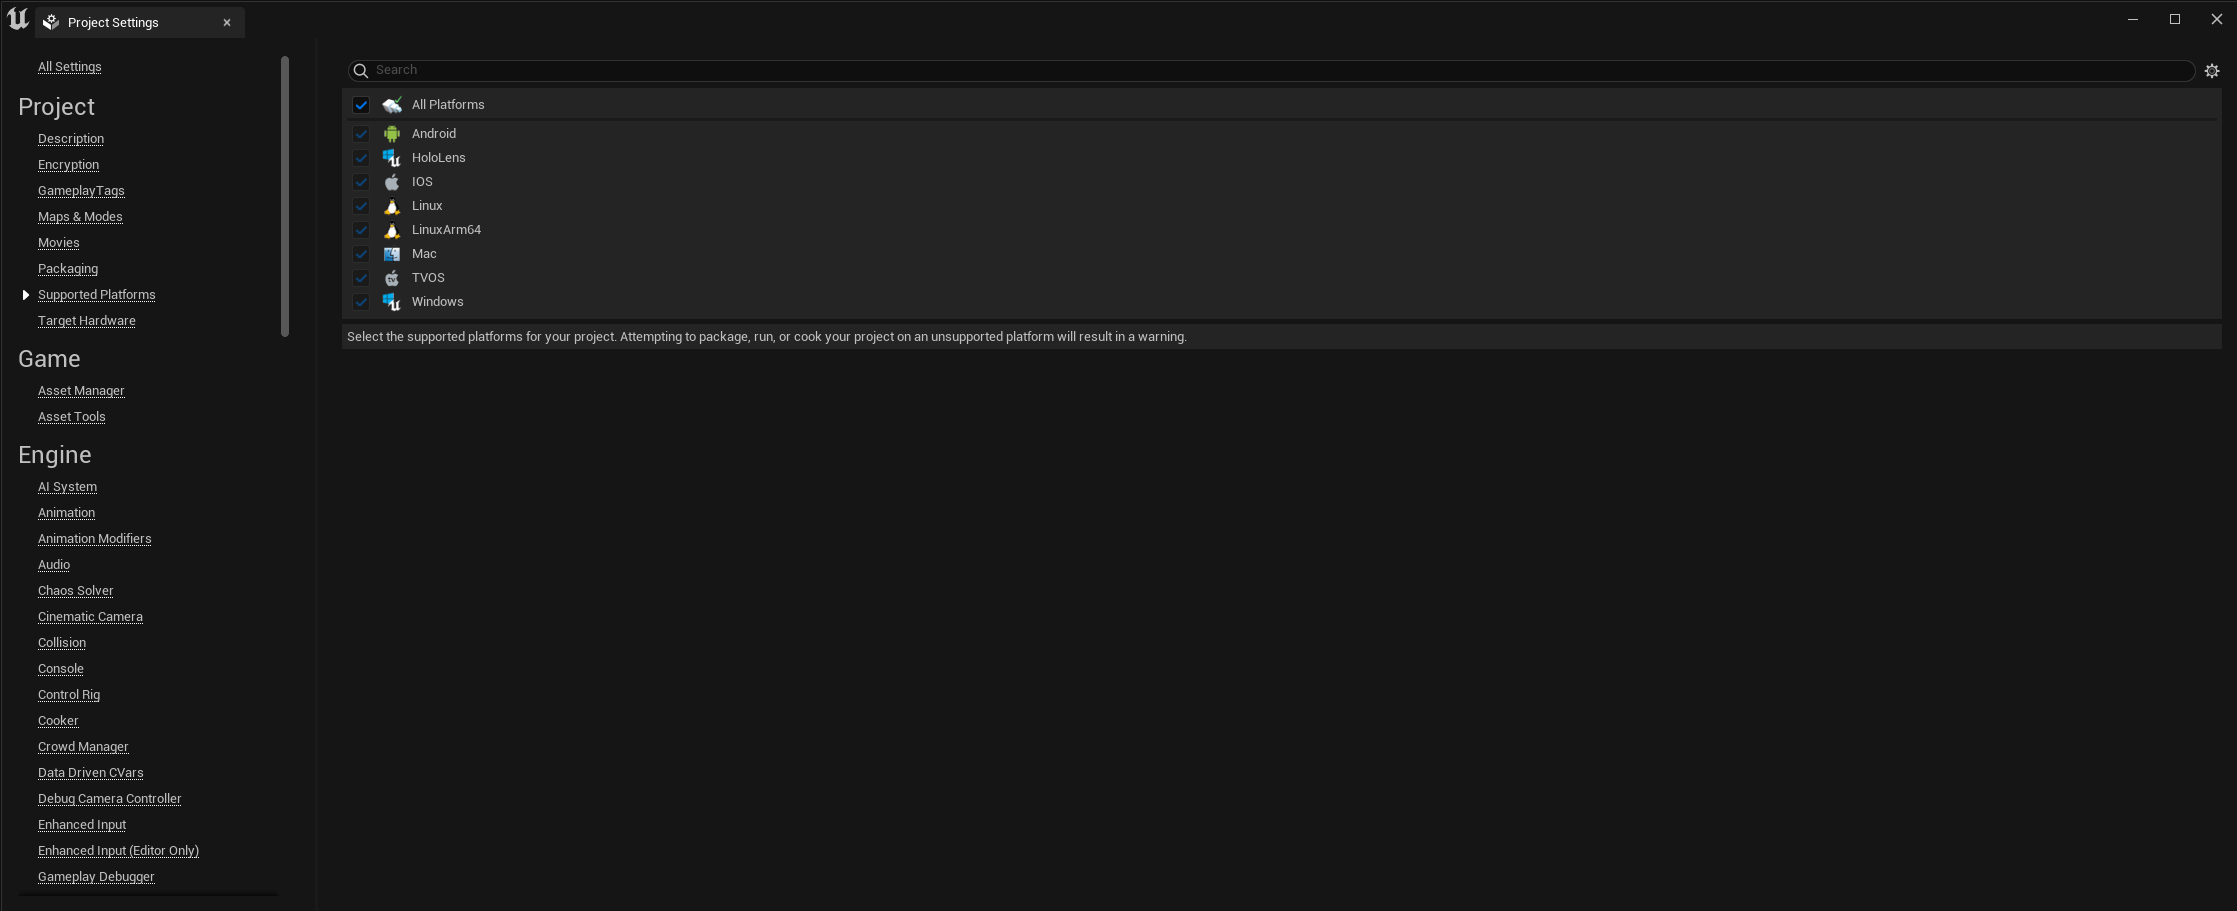 Project Settings
All Settings
Project
Description
Encryption
GameplayTags
Maps & Modes
Movies
Packaging
Supported Platforms
Target Hardware
Game
Asset Manager
Asset Tools
Engine
AI System
Animation
Animation Modifiers
Audio
Chaos Solver
Cinematic Camera
Collision
Console
Control Rig
Cooker
Crowd Manager
Data Driven CVars
Debug Camera Controller
Enhanced Input
Enhanced Input (Editor Only)
Gameplay Debugger
Search
All Platforms
Android
HoloLens
IOS
Linux
LinuxArm64
Mac
TVOS
Windows
Select the supported platforms for your project. Attempting to package, run, or cook your project on an unsupported platform will result in a warning.